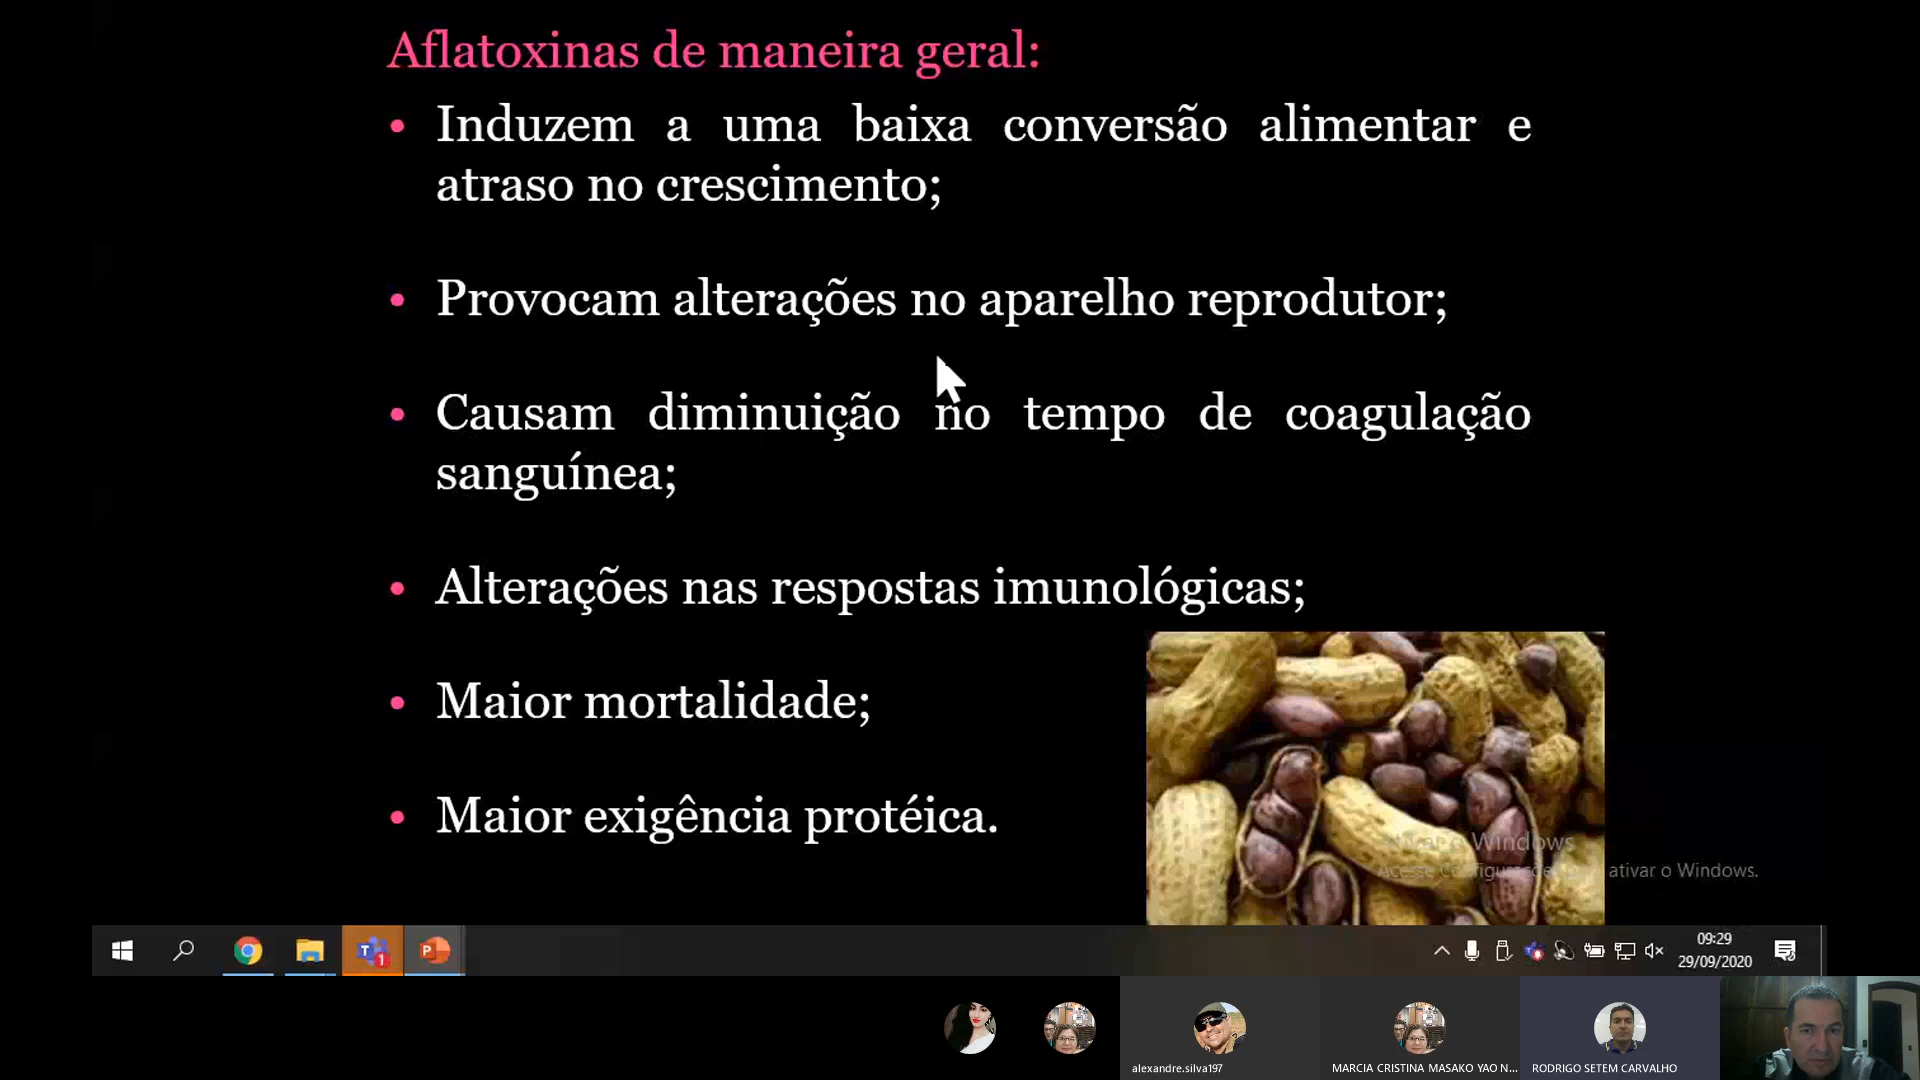 Aflatoxinas de maneira geral:
• Induzem a uma baixa conversão alimentar e
atraso no crescimento;
• Provocam alterações no aparelho reprodutor;
• Causam diminuição no tempo de coagulação
sanguínea;
• Alterações nas respostas imunológicas;
• Maior mortalidade;
• Maior exigência protéica.
o Windows
ativar o Windows.
09:29
29/09/2020
1
alexandre.silva197
MARCIA CRISTINA MASAKO YAO N...
RODRIGO SETEM CARVALHO